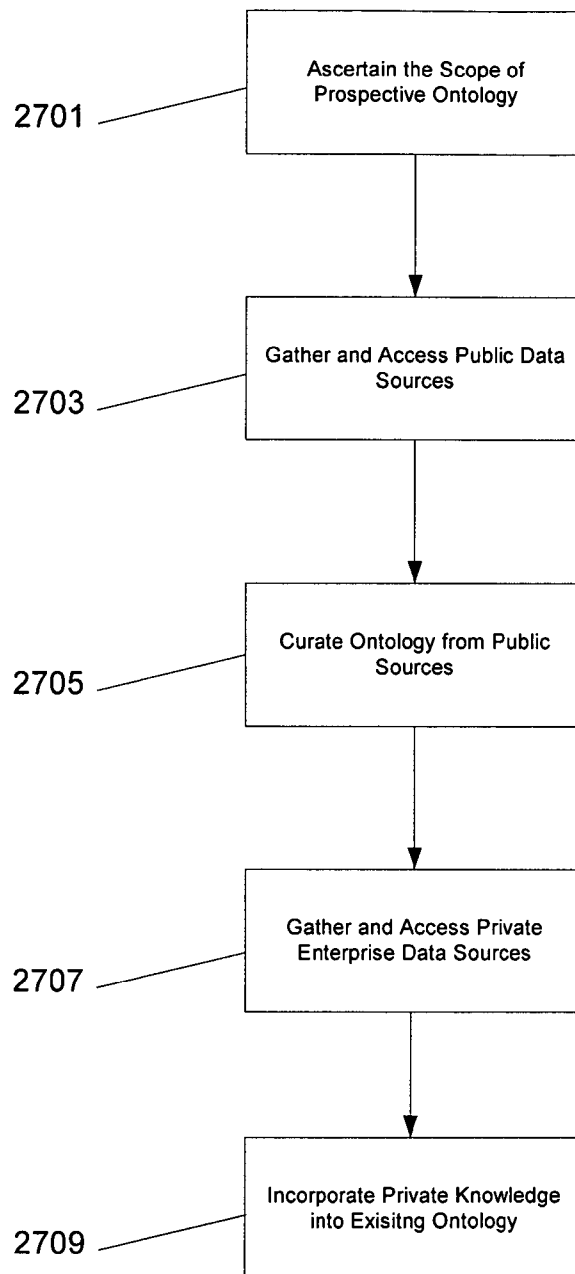 2701
Ascertain the Scope of
Prospective Ontology
2703
Gather and Access Public Data
Sources
2705
Curate Ontology from Public
Sources
2707
Gather and Access Private
Enterprise Data Sources
2709
Incorporate Private Knowledge
into Exisitng Ontology